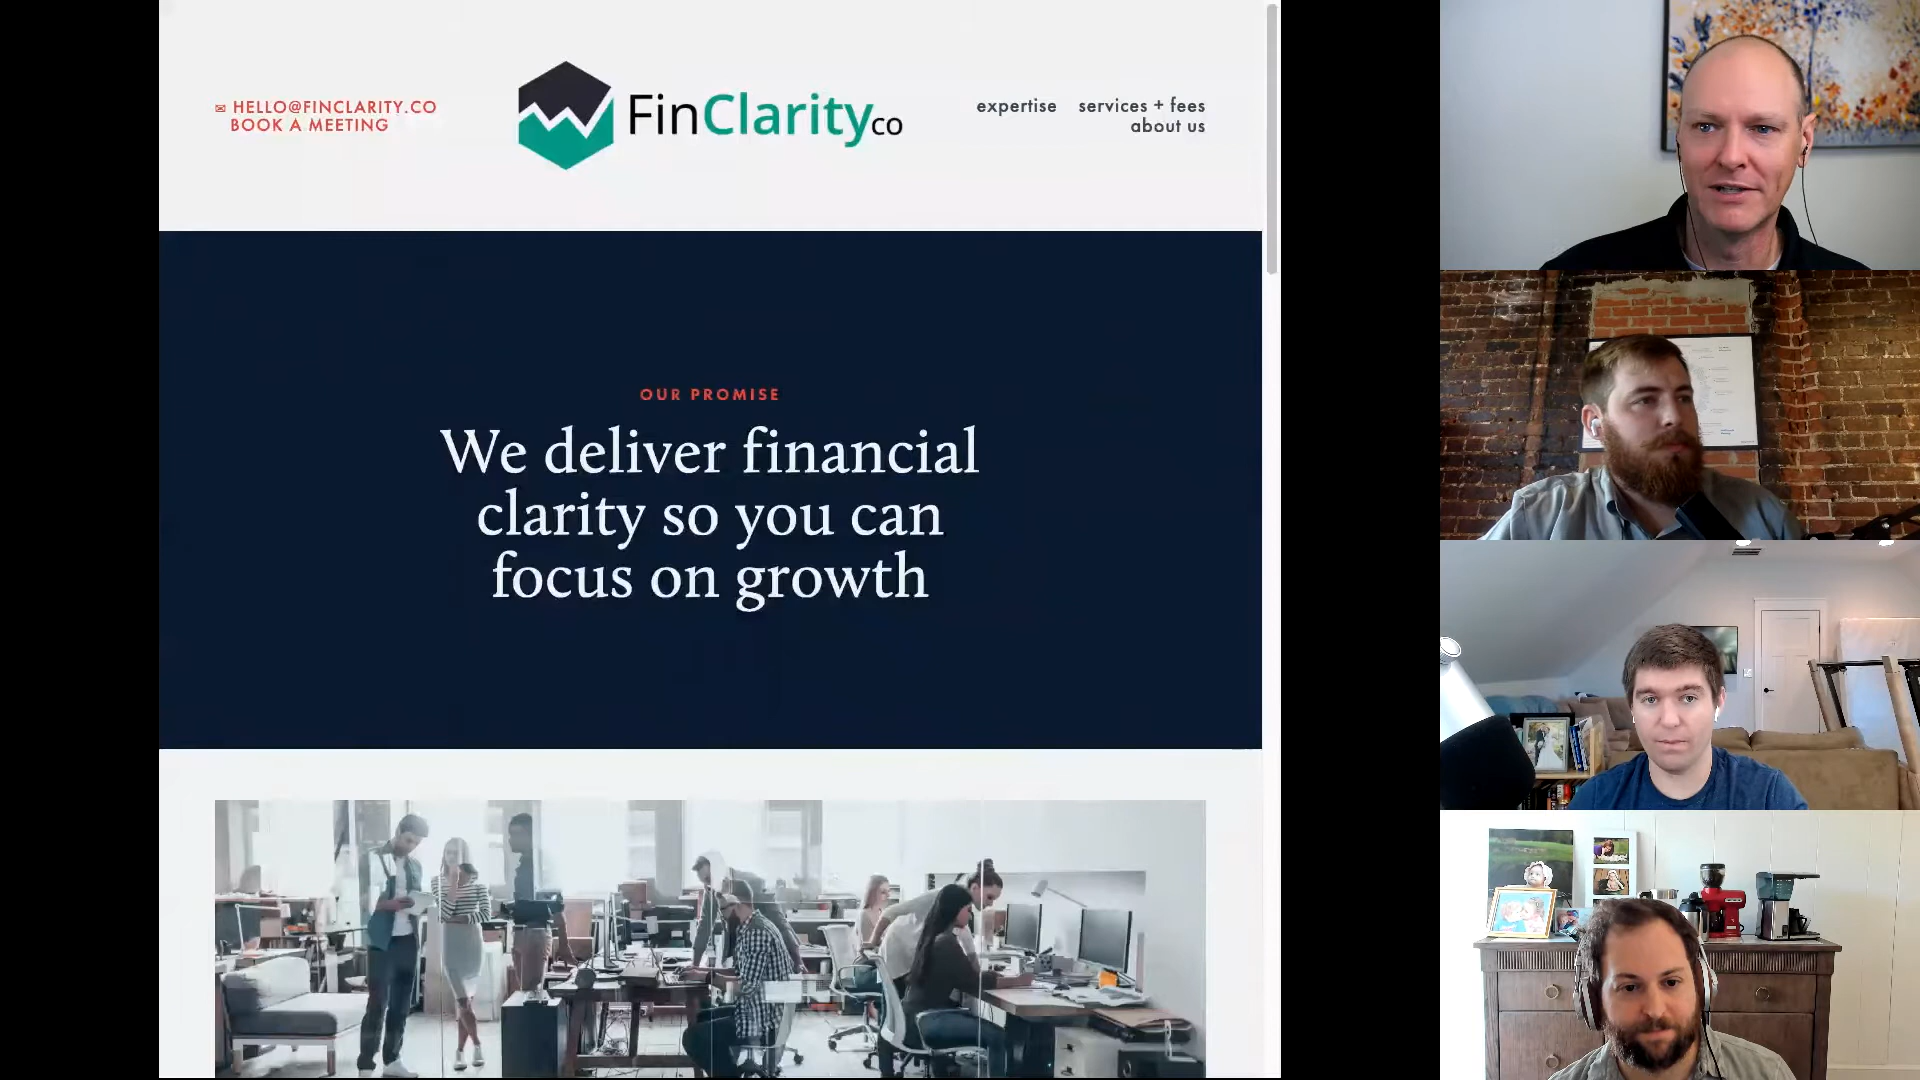 ✉ HELLO@FINCLARITY.CO
BOOK A MEETING
FinClarityco
expertise services + fees
about us
OUR PROMISE
We deliver financial
clarity so you can
focus on growth